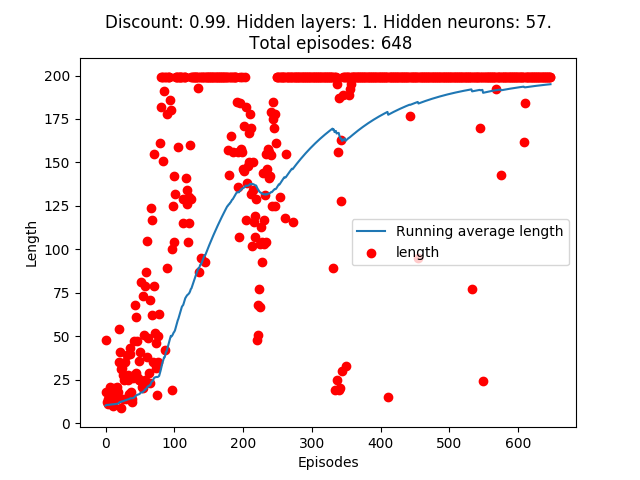 Discount: 0.99. Hidden layers: 1. Hidden neurons: 57.
Total episodes: 648
200
175
150
125
100
75
50
25
0
Length
Running average length
length
0 100 200 300 400 500 600
Episodes